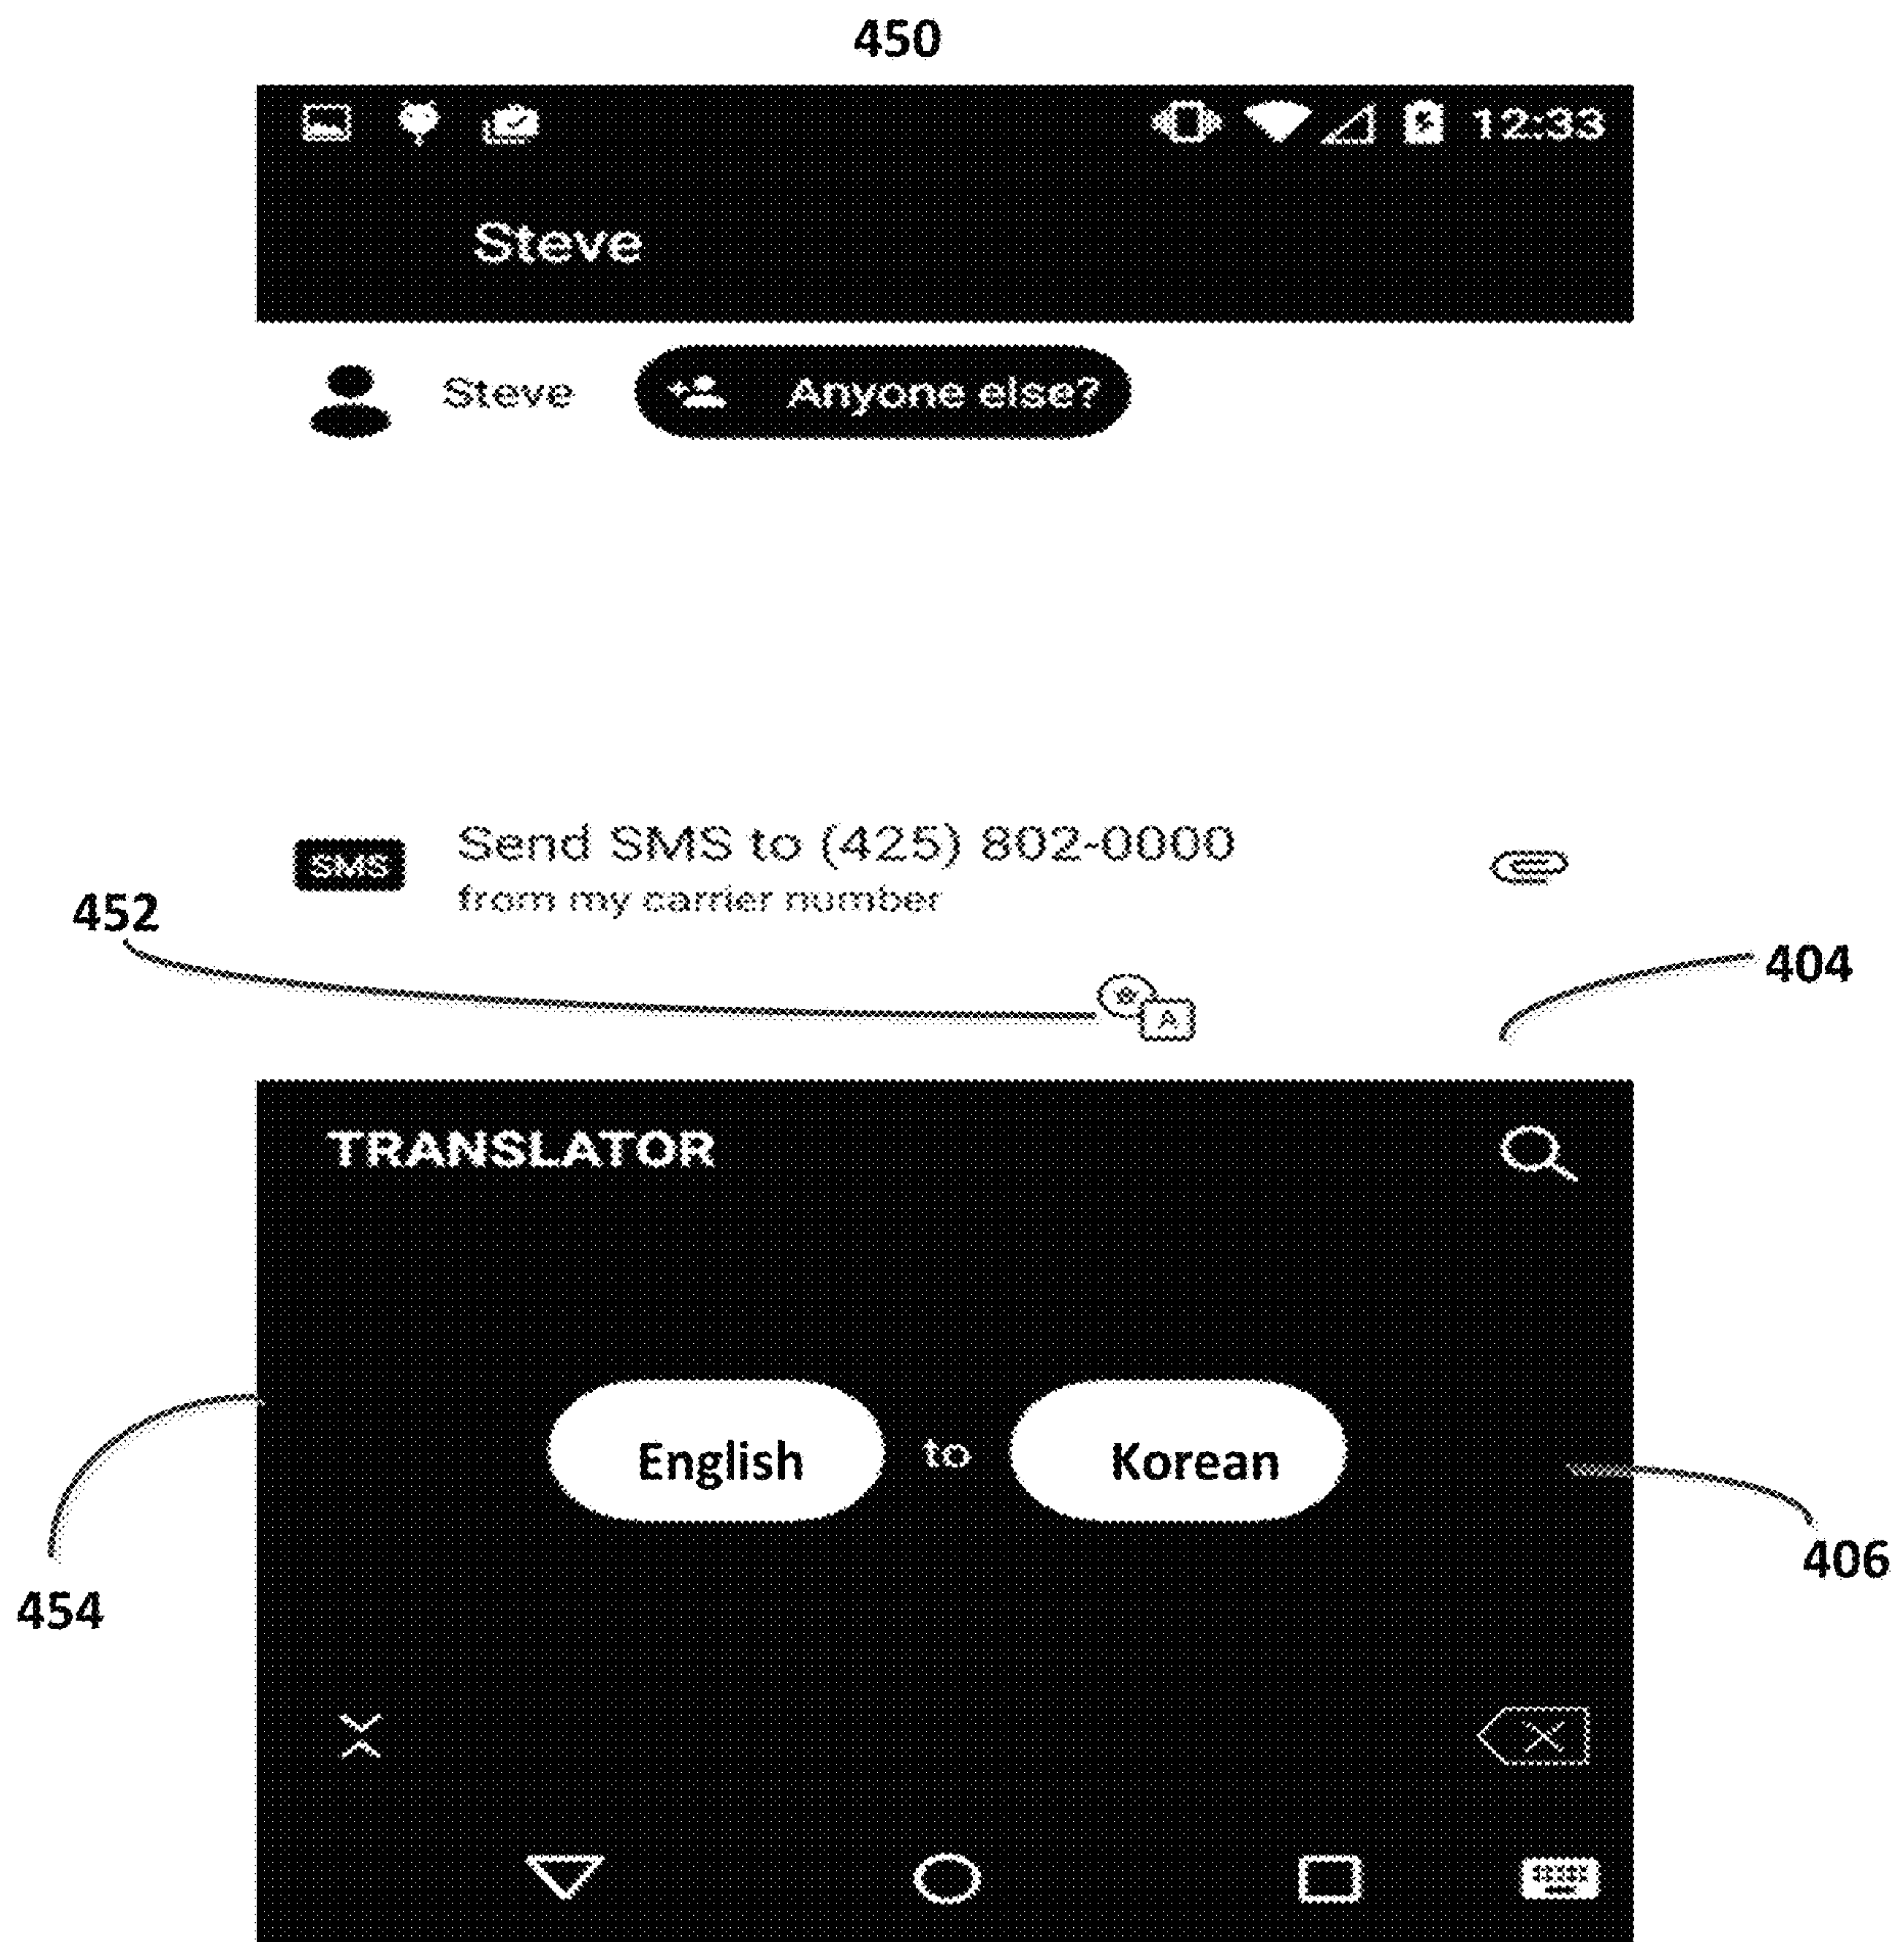 450
12:33
Steve
Steve
Anyone else?
SMS
Send SMS to (425) 802-0000
from my carrier number
452
404
A
TRANSLATOR
English to Korean
454
406